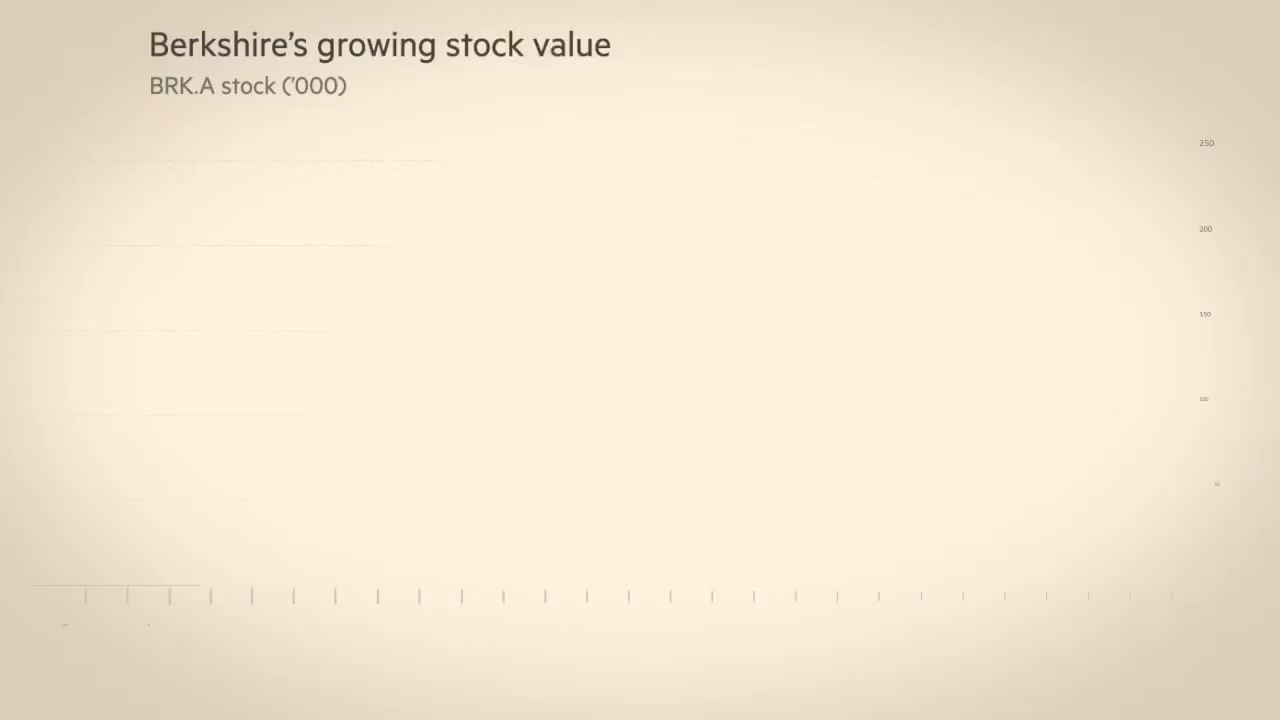 Berkshire’s growing stock value
BRK.A stock (’000)
250
200
150
100